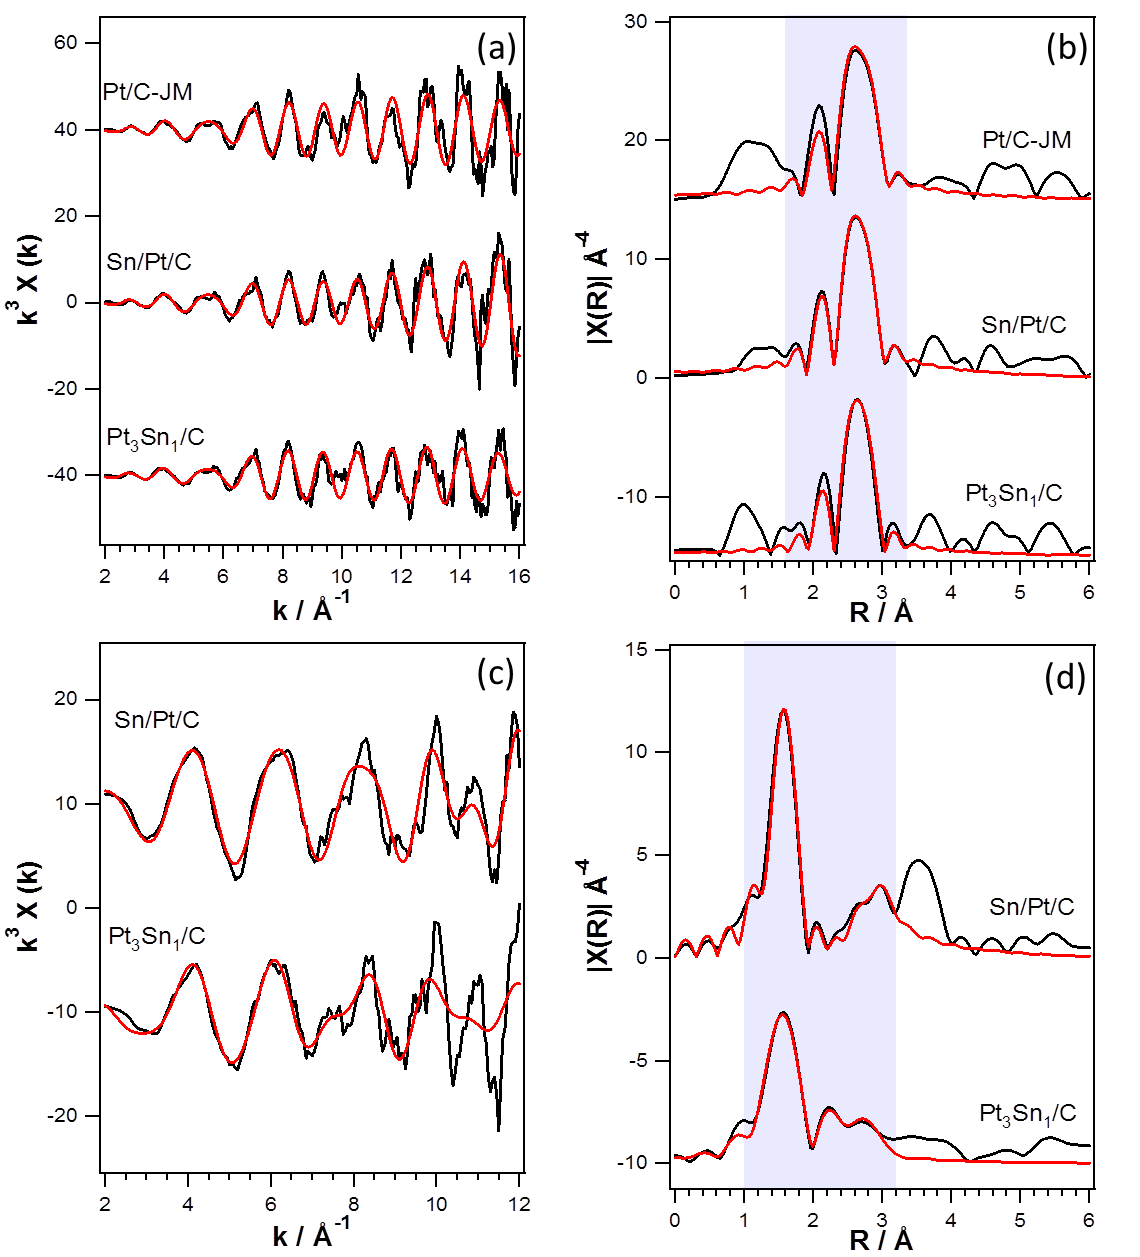 (a)
60
40
20
0
-20
-40
Pt/C-JM
Sn/Pt/C
Pt3Sn1/C
k3 X (k)
2 4 6 8 10 12 14 16
k / Å-1
(b)
30
20
10
0
-10
Pt/C-JM
Sn/Pt/C
Pt3Sn1/C
|X(R)| Å-4
0 1 2 3 4 5 6
R / Å
(c)
20
10
0
-10
-20
Sn/Pt/C
Pt3Sn1/C
k3 X (k)
2 4 6 8 10 12
k / Å-1
(d)
15
10
5
0
-5
-10
Sn/Pt/C
Pt3Sn1/C
|X(R)| Å-4
0 1 2 3 4 5 6
R / Å